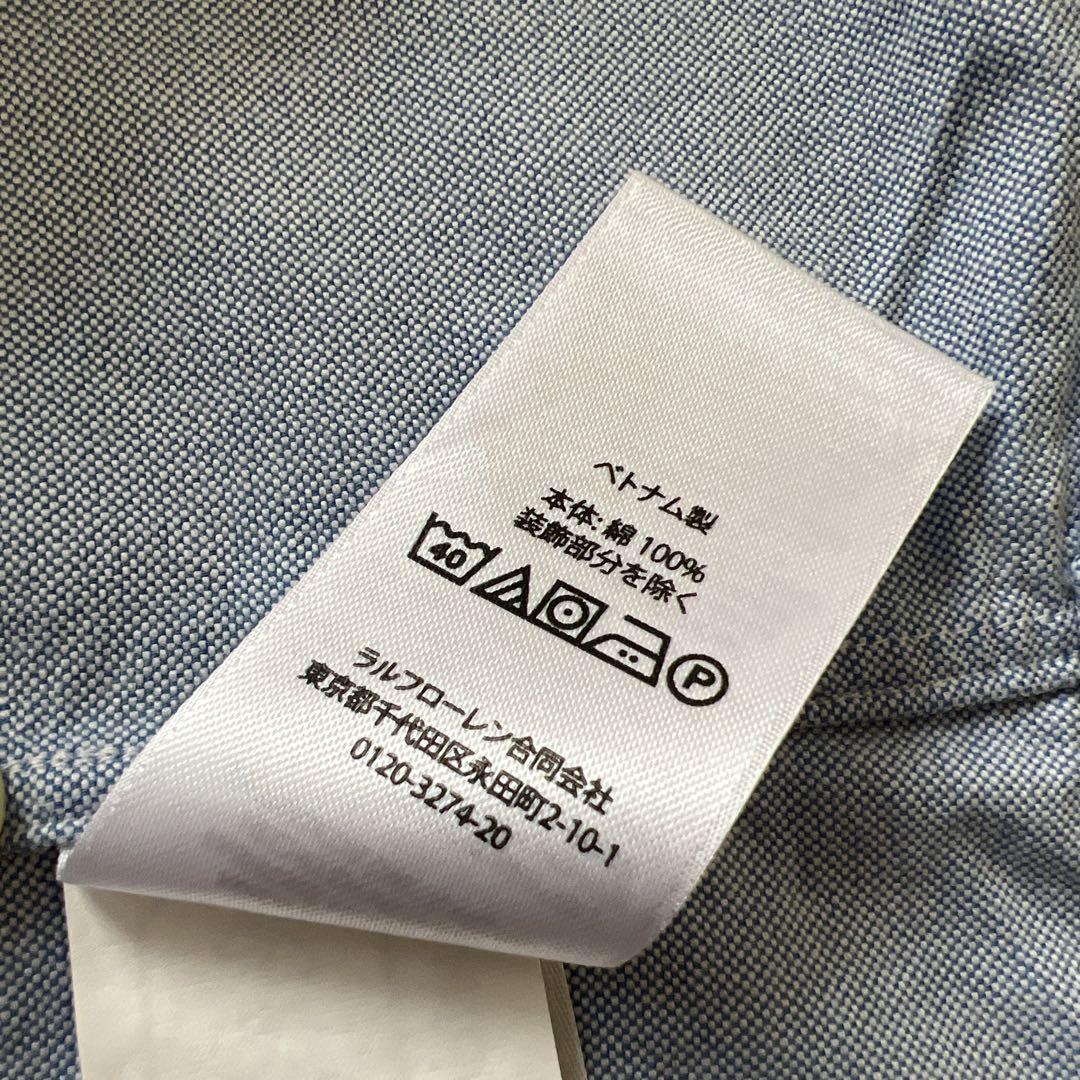 ベトナム製
本体: 綿 100%
装飾部分を除く
40
P
ラルフローレン合同会社
東京都千代田区永田町2-10-1
0120-3274-20